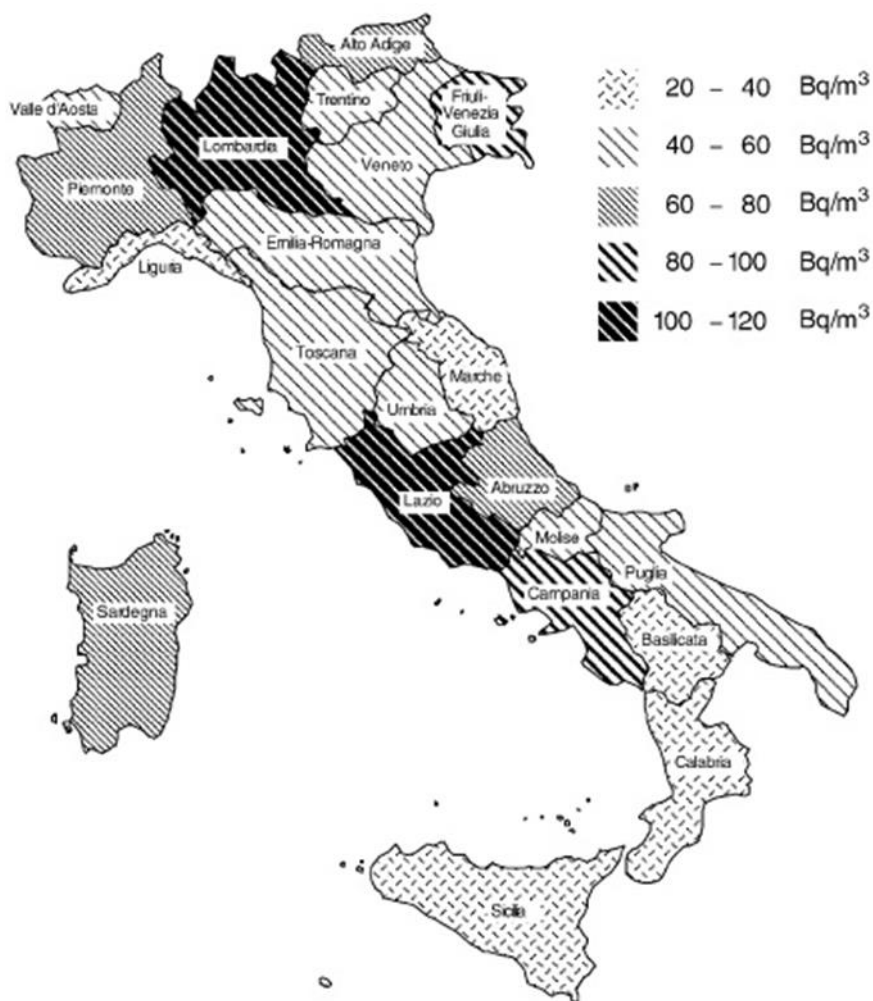 Alto Adige
Valle d'Aosta
Trentino
Friuli-
Venezia
Giulia
Lombardia
Veneto
Piemonte
Emilia-Romagna
Liguria
Toscana
Marche
Umbria
Lazio
Abruzzo
Molise
Puglia
Campania
Sardegna
Basilicata
Calabria
Sicilia
20 – 40 Bq/m³
40 – 60 Bq/m³
60 – 80 Bq/m³
80 – 100 Bq/m³
100 – 120 Bq/m³